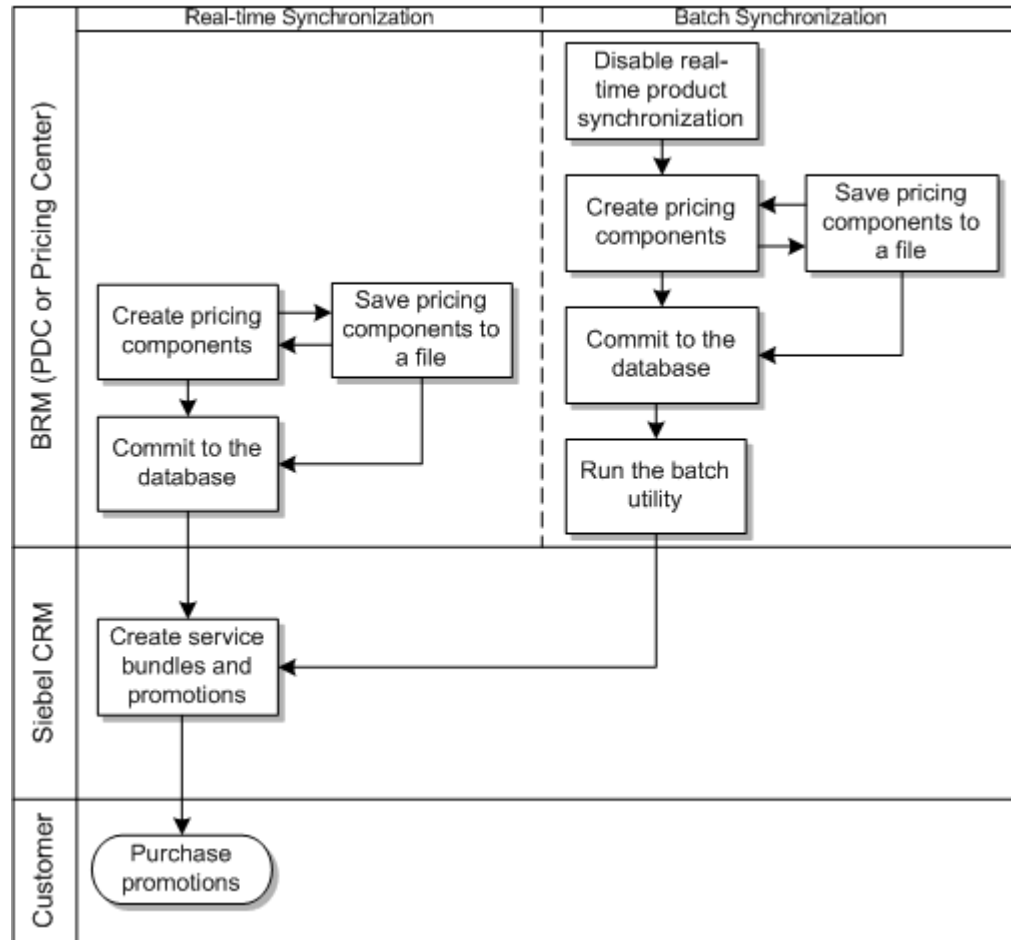 Real-time Synchronization
Batch Synchronization
BRM (PDC or Pricing Center)
Disable real-
time product
synchronization
Create pricing
components
Save pricing
components to
a file
Commit to the
database
Run the batch
utility
Create pricing
components
Save pricing
components to
a file
Commit to the
database
Siebel CRM
Create service
bundles and
promotions
Customer
Purchase
promotions